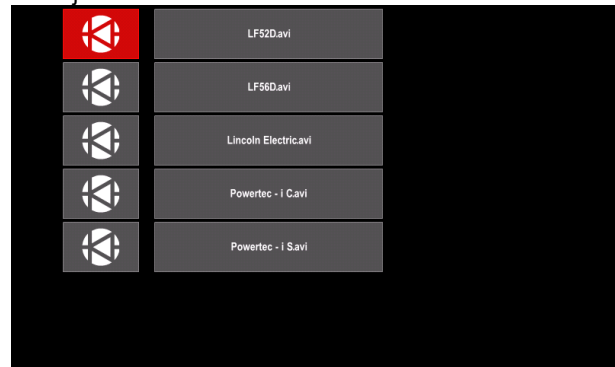 LF52D.avi
LF56D.avi
Lincoln Electric.avi
Powertec - i C.avi
Powertec - i S.avi